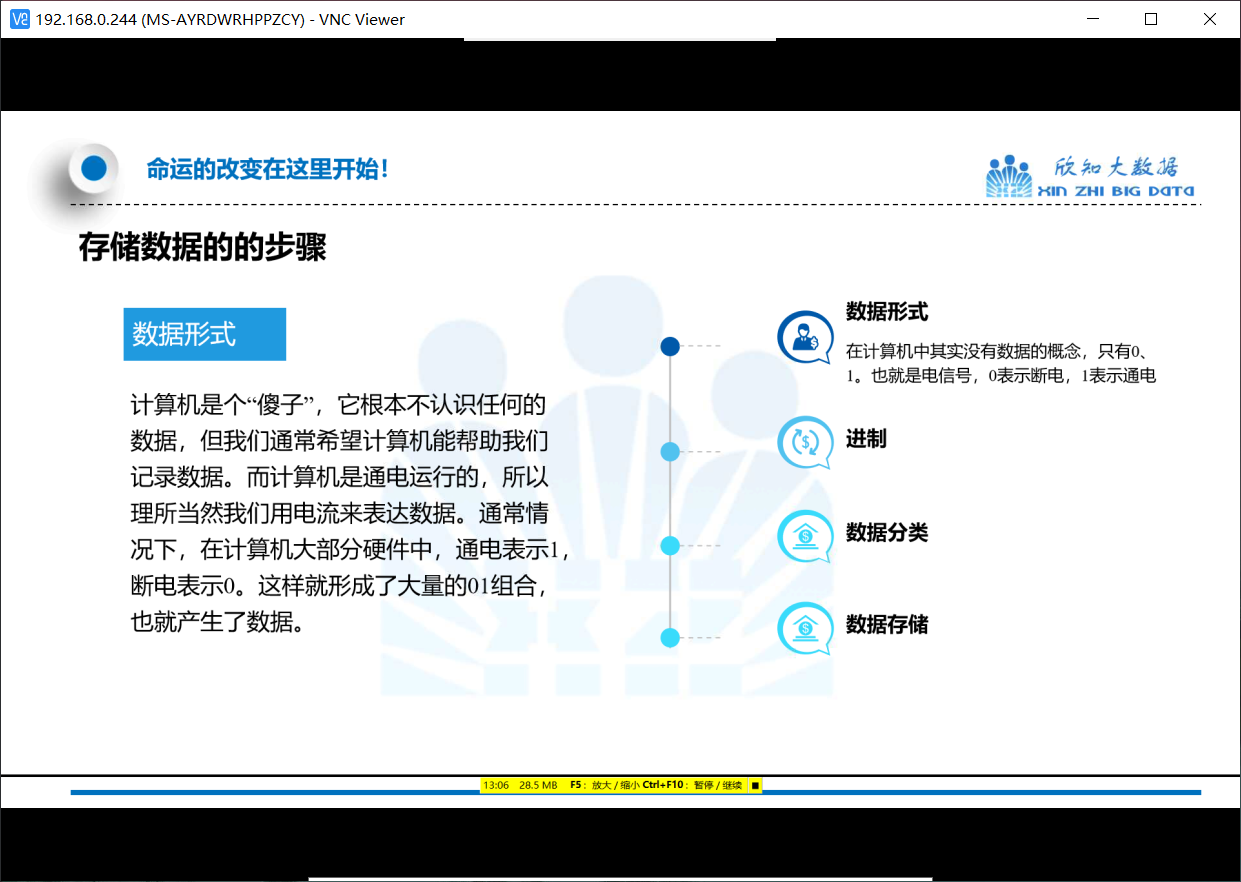 192.168.0.244 (MS-AYRDWRHPPZCY) - VNC Viewer
命运的改变在这里开始！
欣知大数据
XIN ZHI BIG DATA
存储数据的的步骤
数据形式
计算机是个“傻子”，它根本不认识任何的
数据，但我们通常希望计算机能帮助我们
记录数据。而计算机是通电运行的，所以
理所当然我们用电流来表达数据。通常情
况下，在计算机大部分硬件中，通电表示1，
断电表示0。这样就形成了大量的01组合，
也就产生了数据。
数据形式
在计算机中其实没有数据的概念，只有0、
1。也就是电信号，0表示断电，1表示通电
进制
数据分类
数据存储
13:06 28.5 MB F5：放大 / 缩小 Ctrl+F10：暂停 / 继续